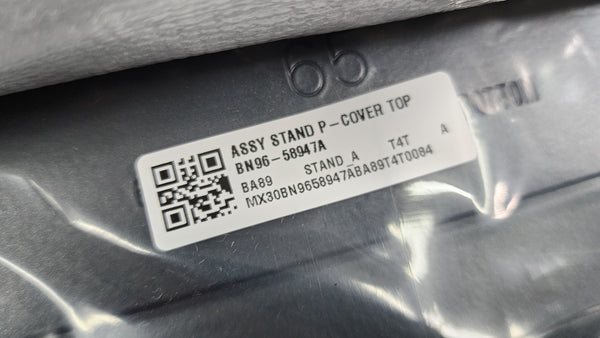 65
ASSY STAND P-COVER TOP
BN96-58947A
BA89 STAND_A T4T A
MX30BN9658947ABA89T4T0084